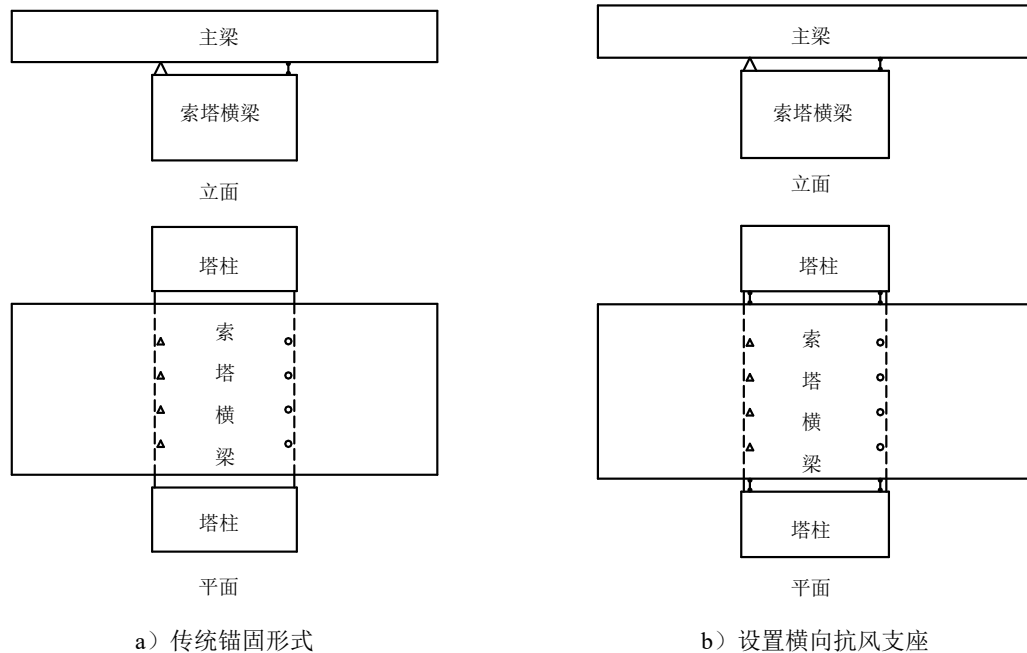 主梁
索塔横梁
立面
塔柱
索
塔
横
梁
塔柱
平面
a）传统锚固形式
主梁
索塔横梁
立面
塔柱
索
塔
横
梁
塔柱
平面
b）设置横向抗风支座